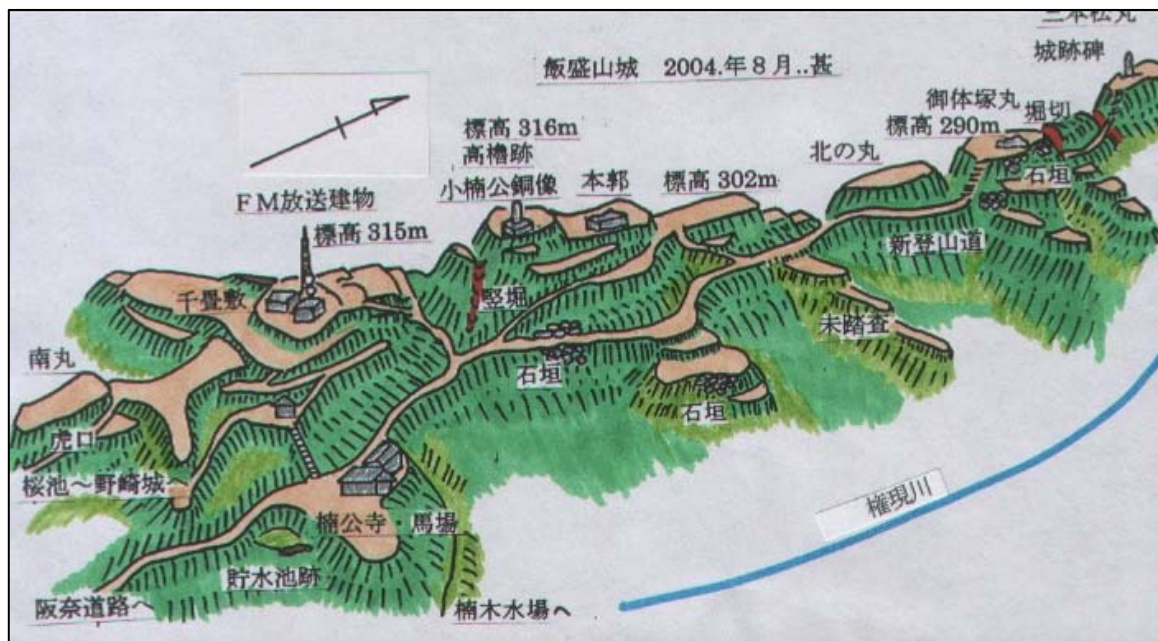 三本松丸
城跡碑
飯盛山城 2004.年8月..甚
御体塚丸
堀切
標高 290m
標高 316m
高櫓跡
小楠公銅像
本郭
標高 302m
北の丸
石垣
FM放送建物
標高 315m
新登山道
千畳敷
竪堀
未踏査
南丸
石垣
石垣
虎口
桜池～野崎城へ
権現川
楠公寺・馬場
貯水池跡
阪奈道路へ
楠木水場へ